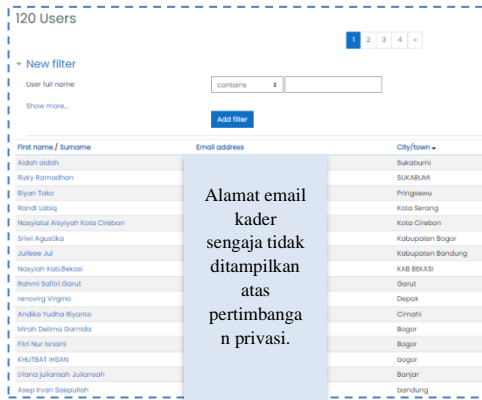 120 Users
1 2 3 4 »
New filter
User full name contains
Show more...
Add filter
First name / Surname Email address City/town
Aidah aidah Sukabumi
Rizky Ramadhan SUKABUMI
Riyan Toko Pringsewu
Randi Labiq Kota Serang
Nasyiatul Aisyiyah Kota Cirebon Kota Cirebon
Sriwi Agustika Kabupaten Bogor
Julleee Jul Kabupaten Bandung
Nasyiah Kab.Bekasi KAB BEKASI
Rahmi Safitri Garut Garut
renovirg Virgino Depok
Andika Yudha Riyanto Cimahi
Mirah Delima Garnida Bogor
Fitri Nur Isnaini Bogor
KHUTBAT IHSAN bogor
Iriana juliansah Juliansah Banjar
Asep Irvan Saepulloh bandung
Alamat email
kader
sengaja tidak
ditampilkan
atas
pertimbanga
n privasi.